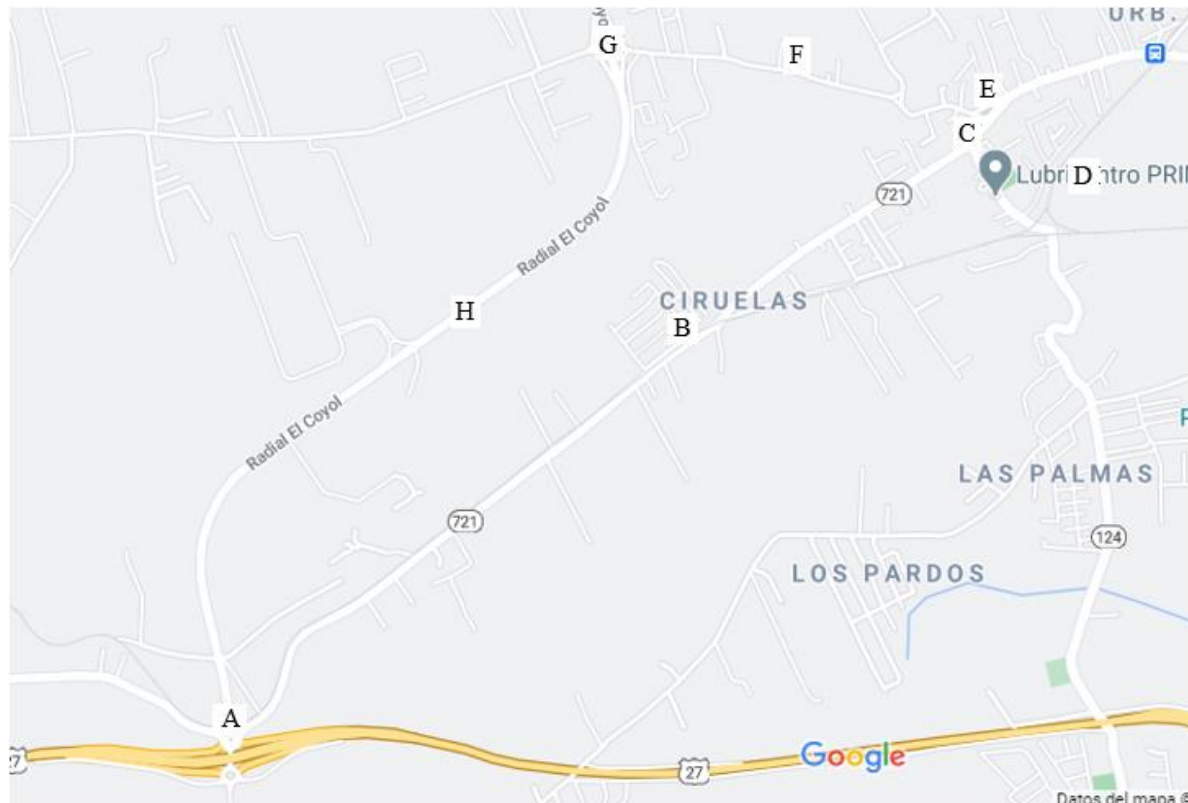 URB.
G
F
E
C
Lubri
ntro PRI
D
721
Radial El Coyol
CIRUELAS
H
B
Radial El Coyol
LAS PALMAS
721
124
LOS PARDOS
A
27
27
Google
Datos del mapa ©